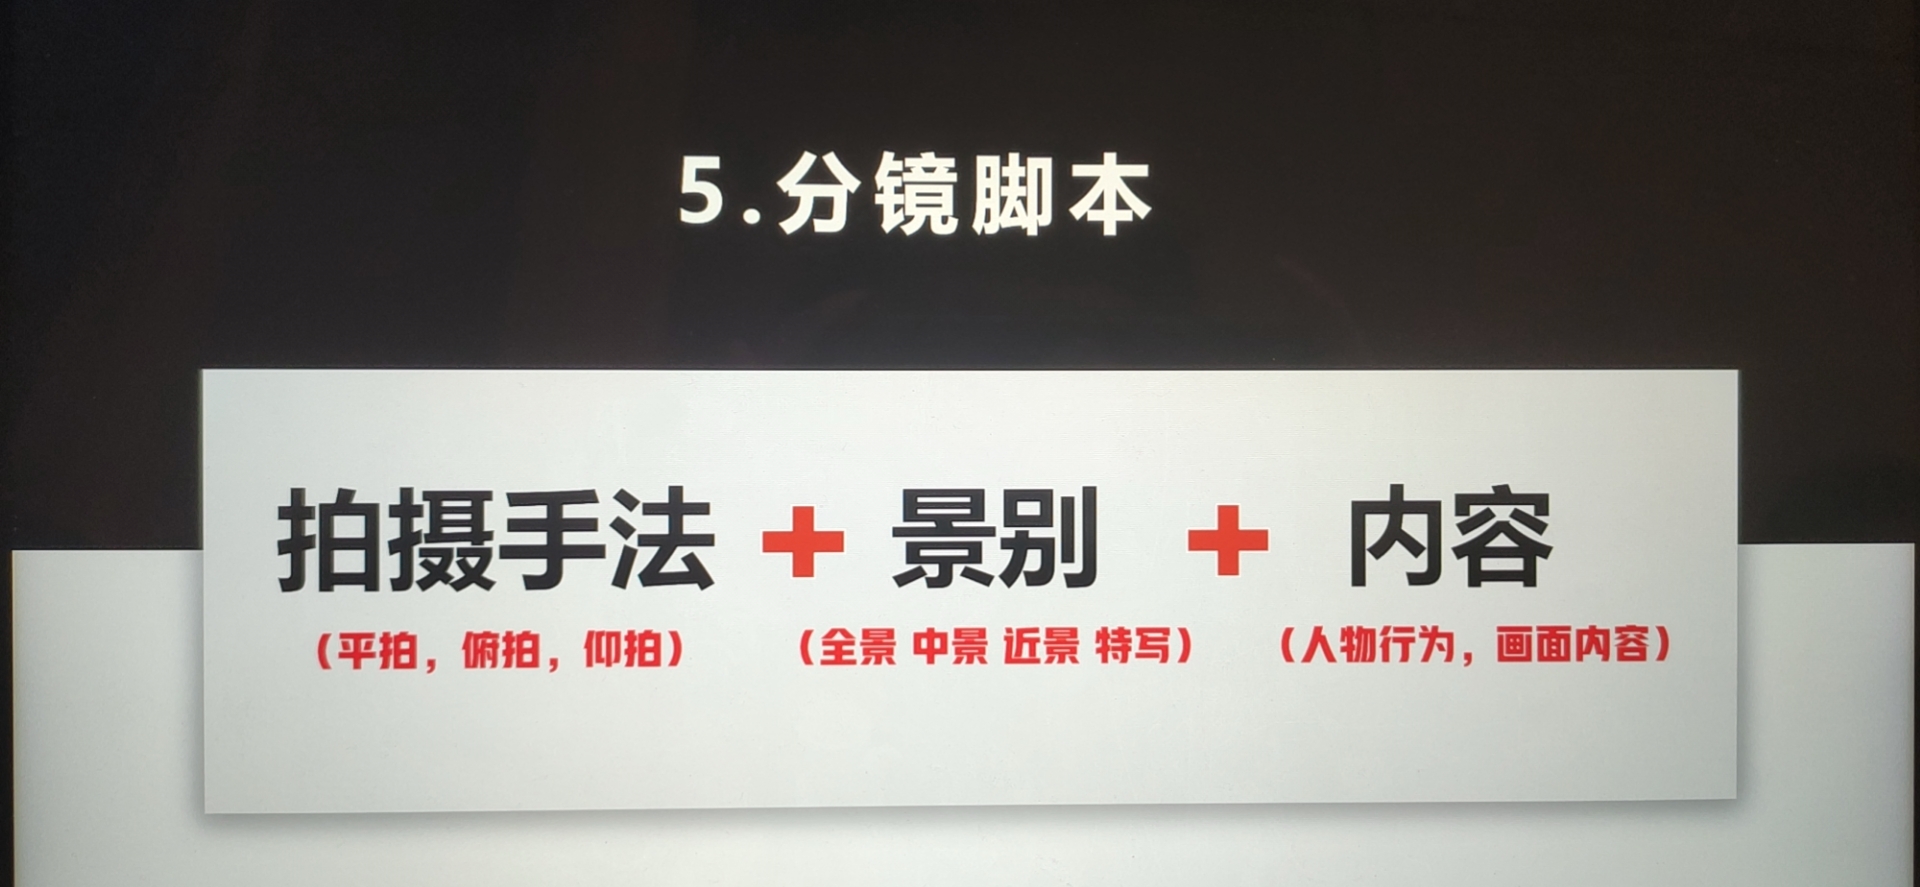 5.分镜脚本
拍摄手法 + 景别 + 内容
（平拍，俯拍，仰拍） （全景 中景 近景 特写） （人物行为，画面内容）